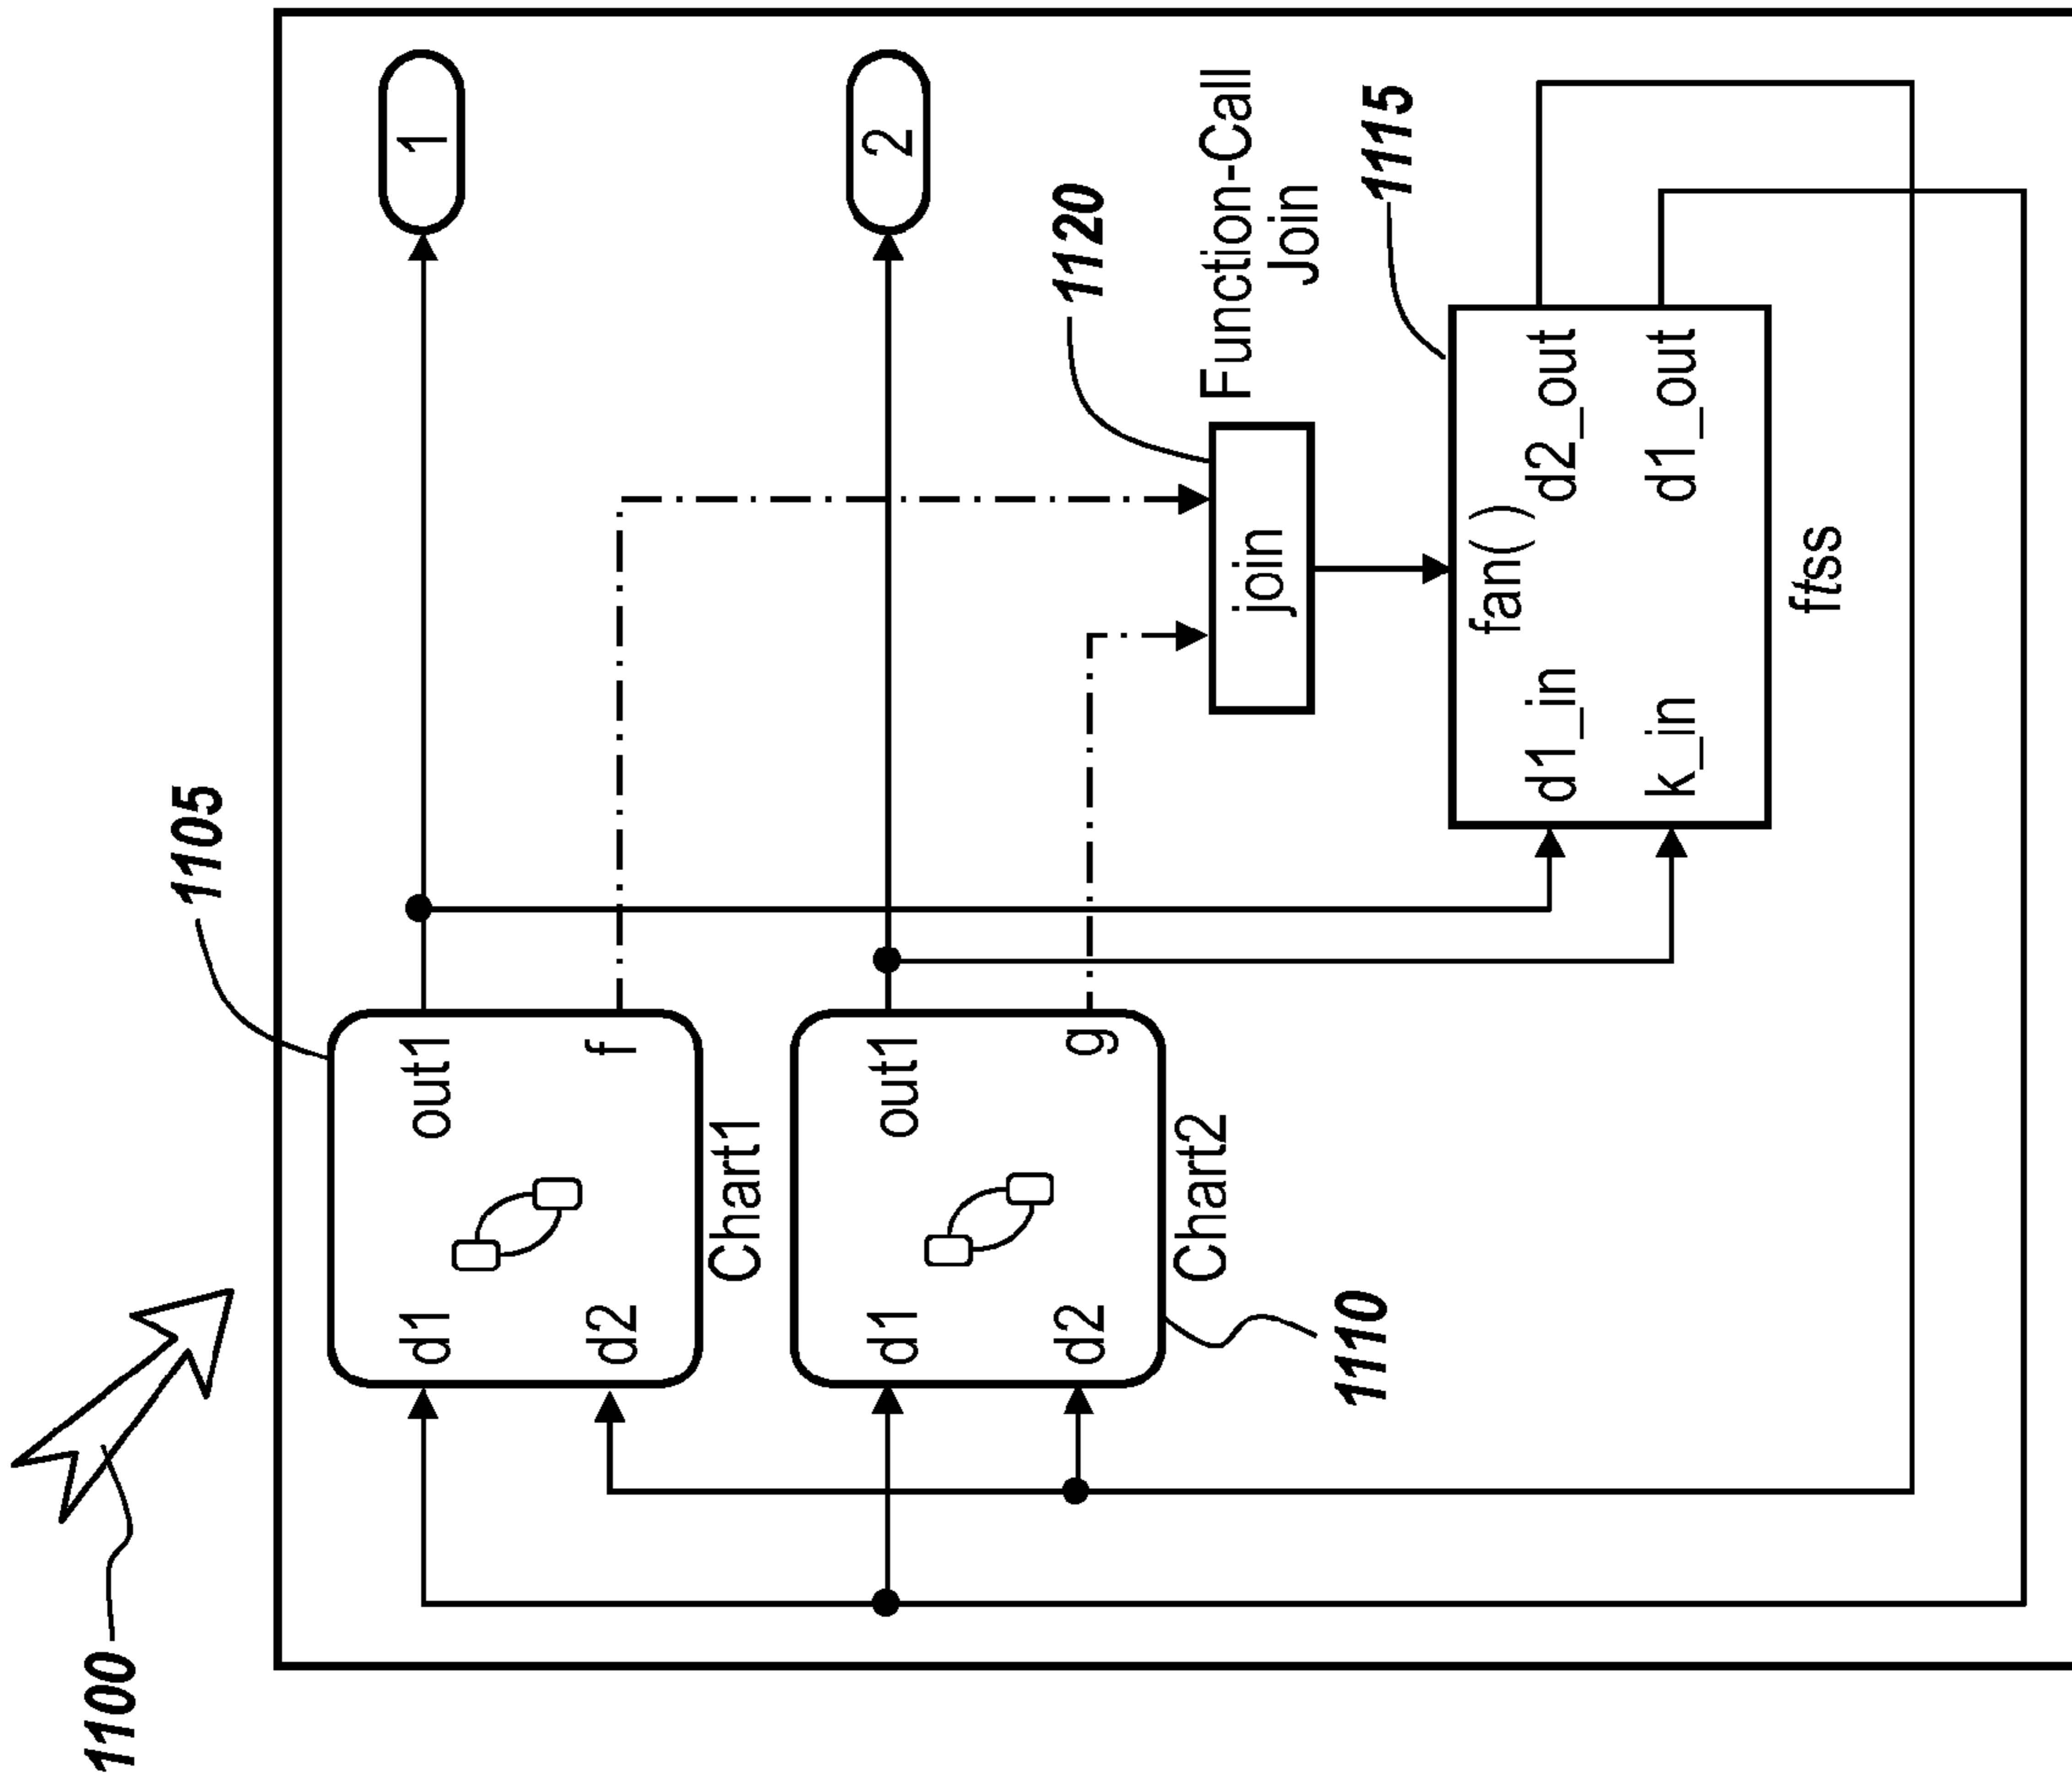 1100
1105
d1
out1
d2
f
Chart1
1
d1
out1
d2
g
Chart2
1110
2
1120
Function-Call
Join
join
1115
fan()
d1_in
d2_out
k_in
d1_out
ftss